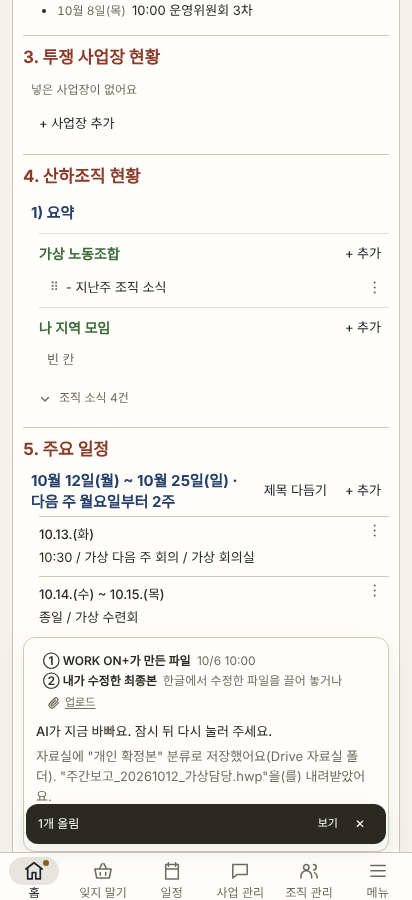 10월 8일(목) 10:00 운영위원회 3차
3. 투쟁 사업장 현황
넣은 사업장이 없어요
+ 사업장 추가
4. 산하조직 현황
1) 요약
가상 노동조합 + 추가
- 지난주 조직 소식
나 지역 모임 + 추가
빈 칸
조직 소식 4건
5. 주요 일정
10월 12일(월) ~ 10월 25일(일) · 
다음 주 월요일부터 2주
제목 다듬기 + 추가
10.13.(화)
10:30 / 가상 다음 주 회의 / 가상 회의실
10.14.(수) ~ 10.15.(목)
종일 / 가상 수련회
① WORK ON+가 만든 파일 10/6 10:00
② 내가 수정한 최종본 한글에서 수정한 파일을 끌어 놓거나
업로드
AI가 지금 바빠요. 잠시 뒤 다시 눌러 주세요.
자료실에 "개인 확정본" 분류로 저장했어요(Drive 자료실 폴
더). "주간보고_20261012_가상담당.hwp"을(를) 내려받았어
요.
1개 올림 보기 ×
홈 잊지 말기 일정 사업 관리 조직 관리 메뉴